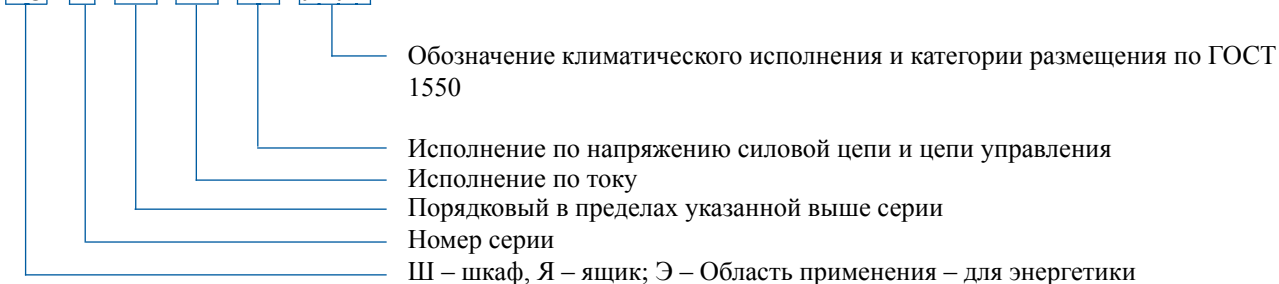 Обозначение климатического исполнения и категории размещения по ГОСТ
1550
Исполнение по напряжению силовой цепи и цепи управления
Исполнение по току
Порядковый в пределах указанной выше серии
Номер серии
Ш – шкаф, Я – ящик; Э – Область применения – для энергетики